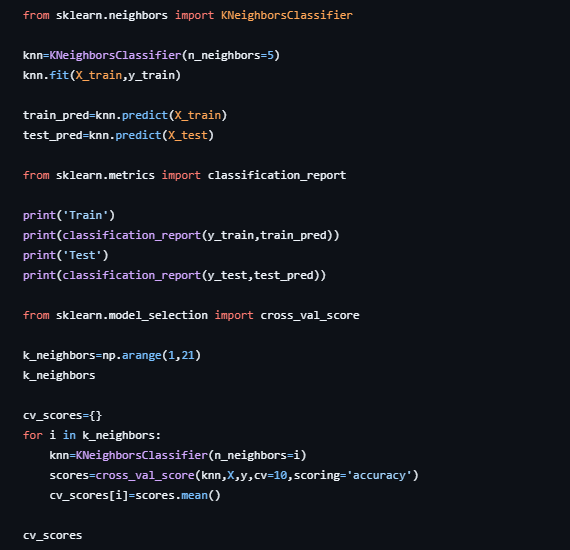 from sklearn.neighbors import KNeighborsClassifier
knn=KNeighborsClassifier(n_neighbors=5)
knn.fit(X_train,y_train)
train_pred=knn.predict(X_train)
test_pred=knn.predict(X_test)
from sklearn.metrics import classification_report
print('Train')
print(classification_report(y_train,train_pred))
print('Test')
print(classification_report(y_test,test_pred))
from sklearn.model_selection import cross_val_score
k_neighbors=np.arange(1,21)
k_neighbors
cv_scores={}
for i in k_neighbors:
    knn=KNeighborsClassifier(n_neighbors=i)
    scores=cross_val_score(knn,X,y,cv=10,scoring='accuracy')
    cv_scores[i]=scores.mean()
cv_scores